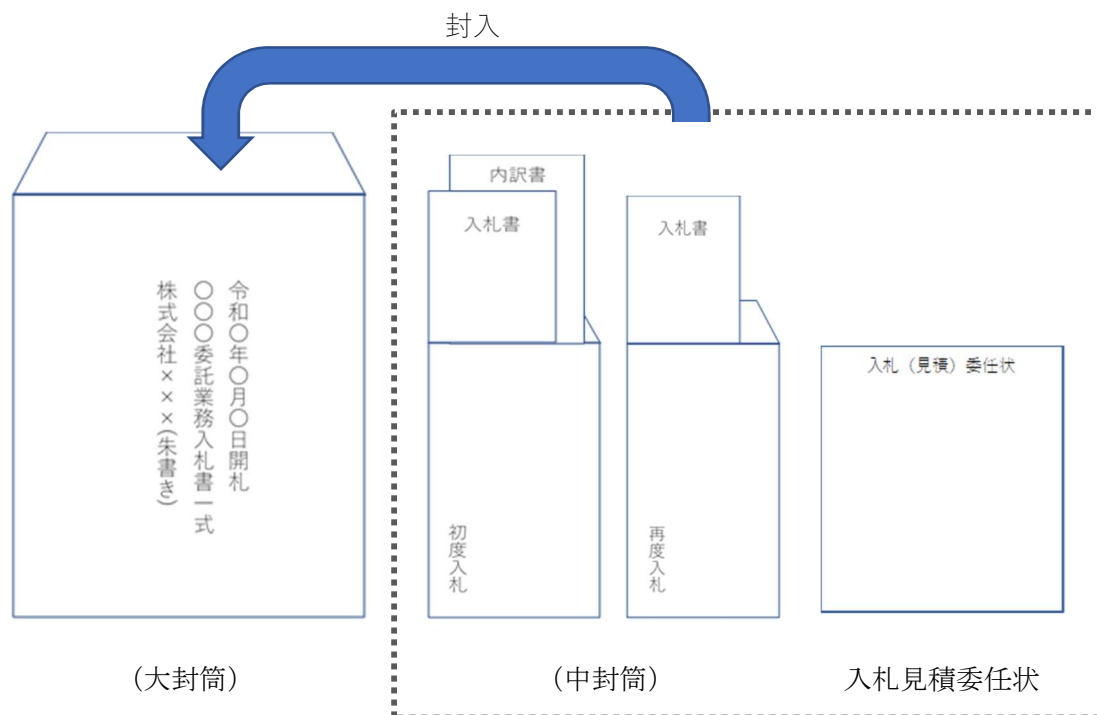 封入
令和〇年〇月〇日開札
〇〇〇委託業務入札書一式
株式会社×××(朱書き)
内訳書
入札書
初度入札
入札書
再度入札
入札（見積）委任状
（大封筒）
（中封筒）
入札見積委任状